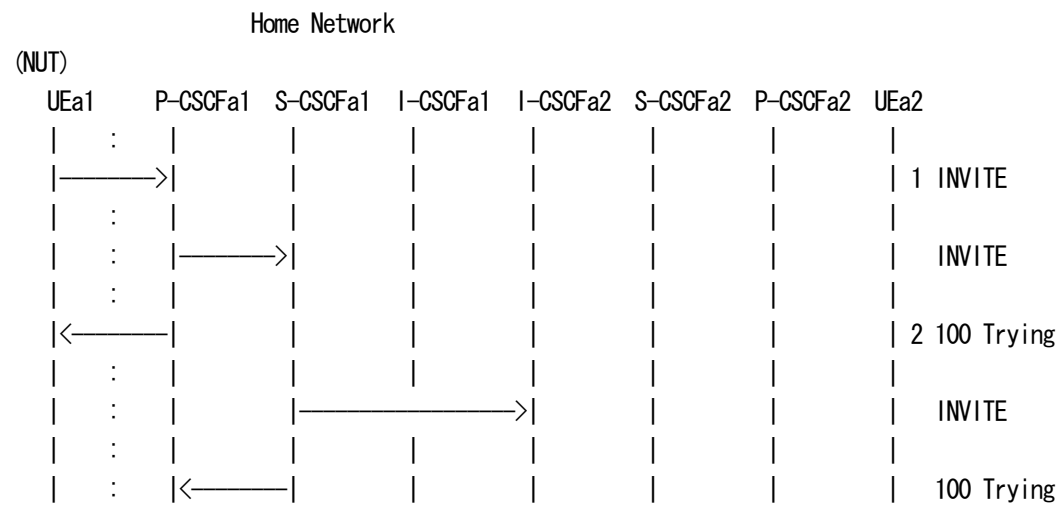 Home Network
(NUT)
UEa1 P-CSCFa1 S-CSCFa1 I-CSCFa1 I-CSCFa2 S-CSCFa2 P-CSCFa2 UEa2
| : | | | | | | |
|--------->| | | | | | | 1 INVITE
| : | | | | | | |
| : |--------->| | | | | | INVITE
| : | | | | | | |
|<---------| | | | | | | 2 100 Trying
| : | | | | | | |
| : | |------------------->| | | | INVITE
| : | | | | | | |
| : |<---------| | | | | | 100 Trying